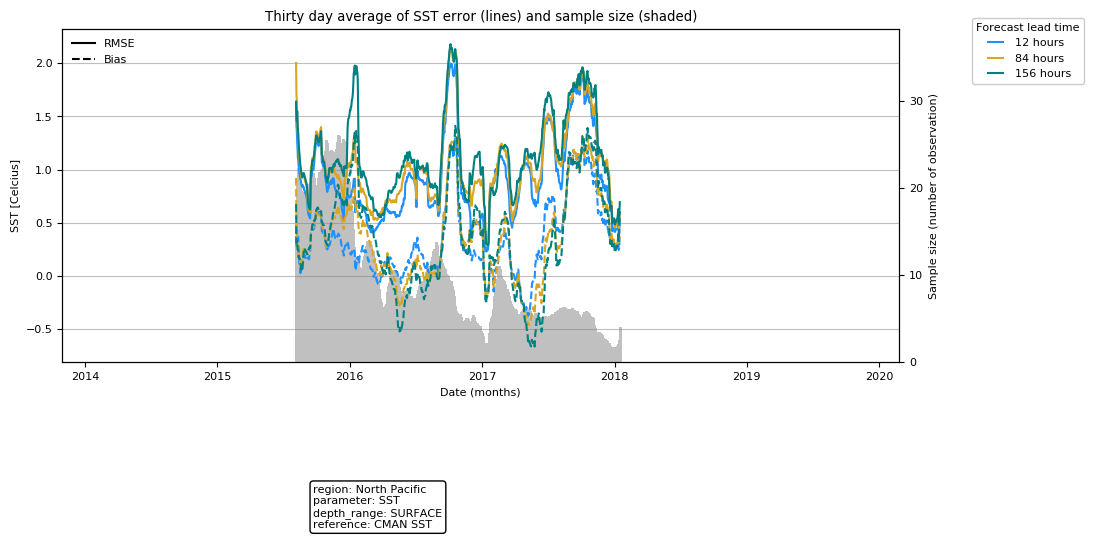 Thirty day average of SST error (lines) and sample size (shaded)
RMSE
Bias
Forecast lead time
12 hours
84 hours
156 hours
SST [Celcius]
2.0
1.5
1.0
0.5
0.0
−0.5
Sample size (number of observation)
30
20
10
0
2014
2015
2016
2017
2018
2019
2020
Date (months)
region: North Pacific
parameter: SST
depth_range: SURFACE
reference: CMAN SST